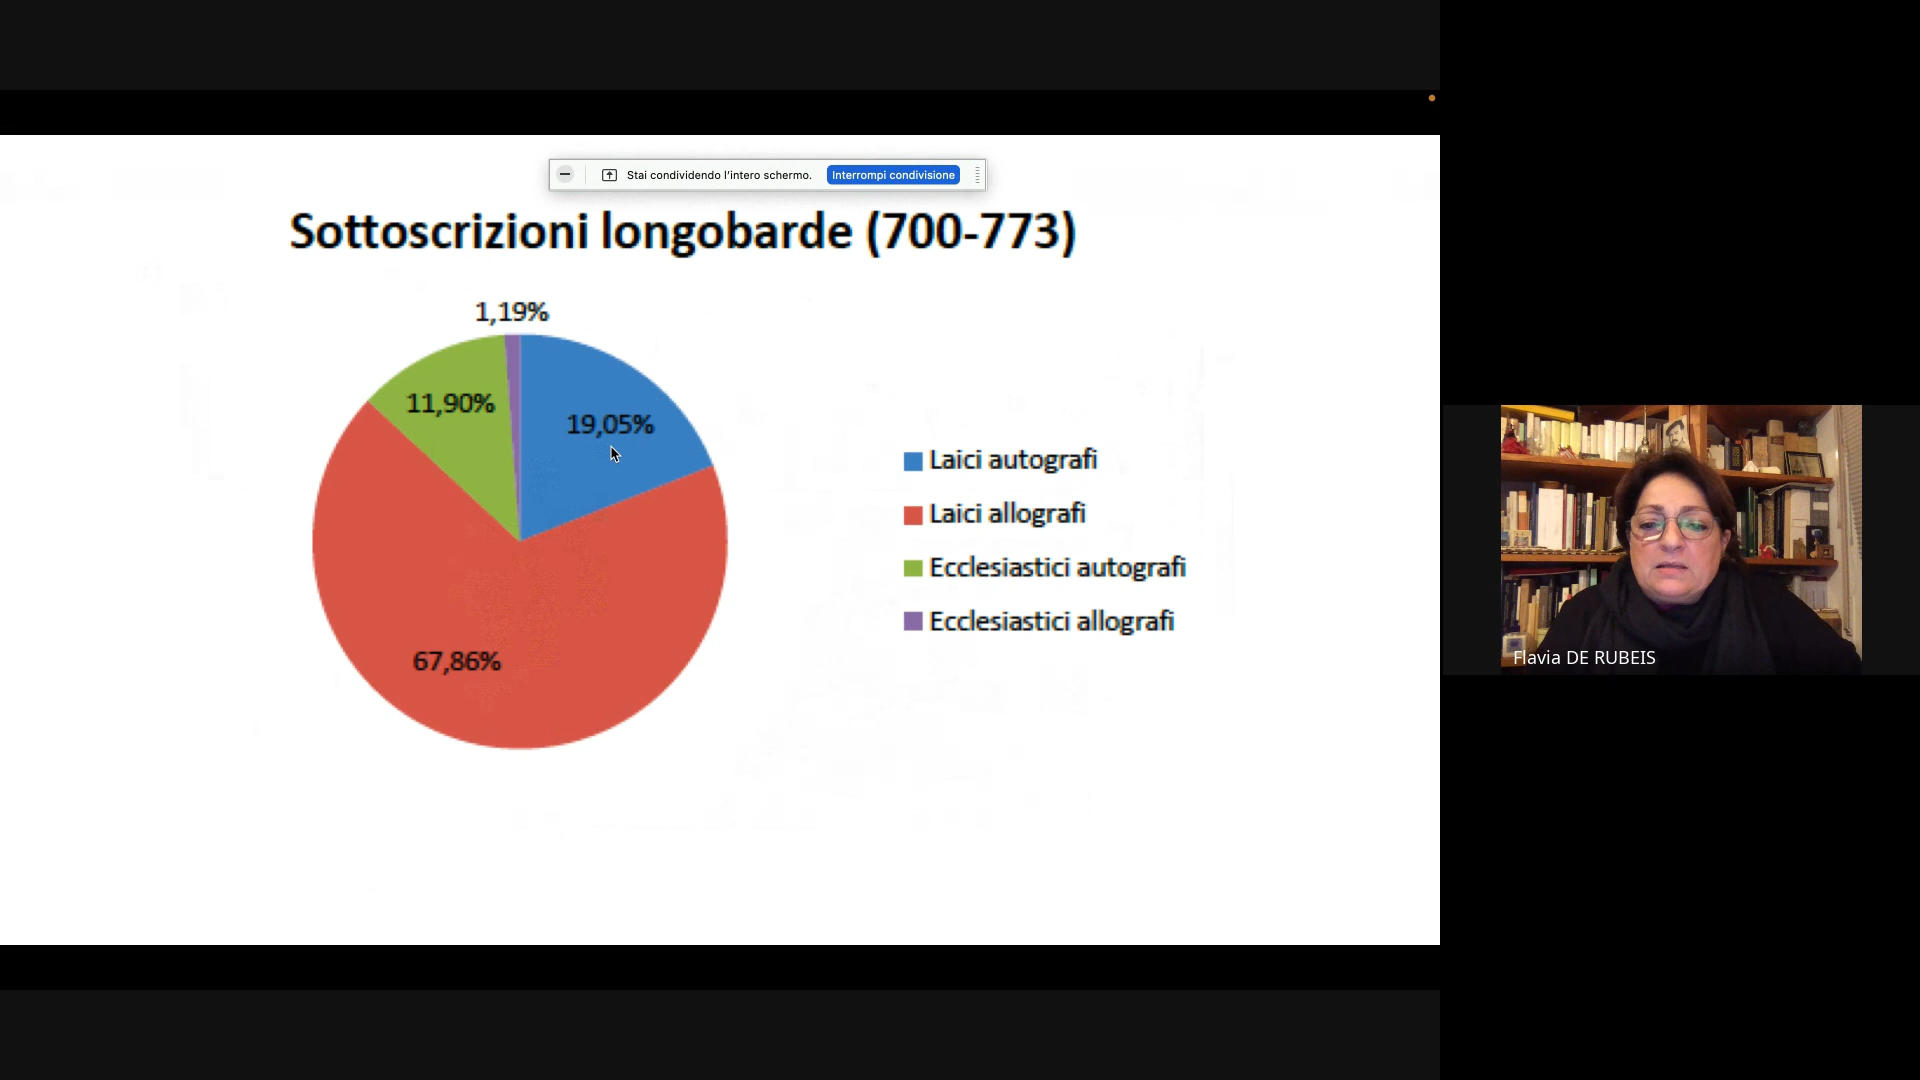 Stai condividendo l'intero schermo. Interrompi condivisione
Sottoscrizioni longobarde (700-773)
1,19%
11,90%
19,05%
67,86%
Laici autografi
Laici allografi
Ecclesiastici autografi
Ecclesiastici allografi
Flavia DE RUBEIS